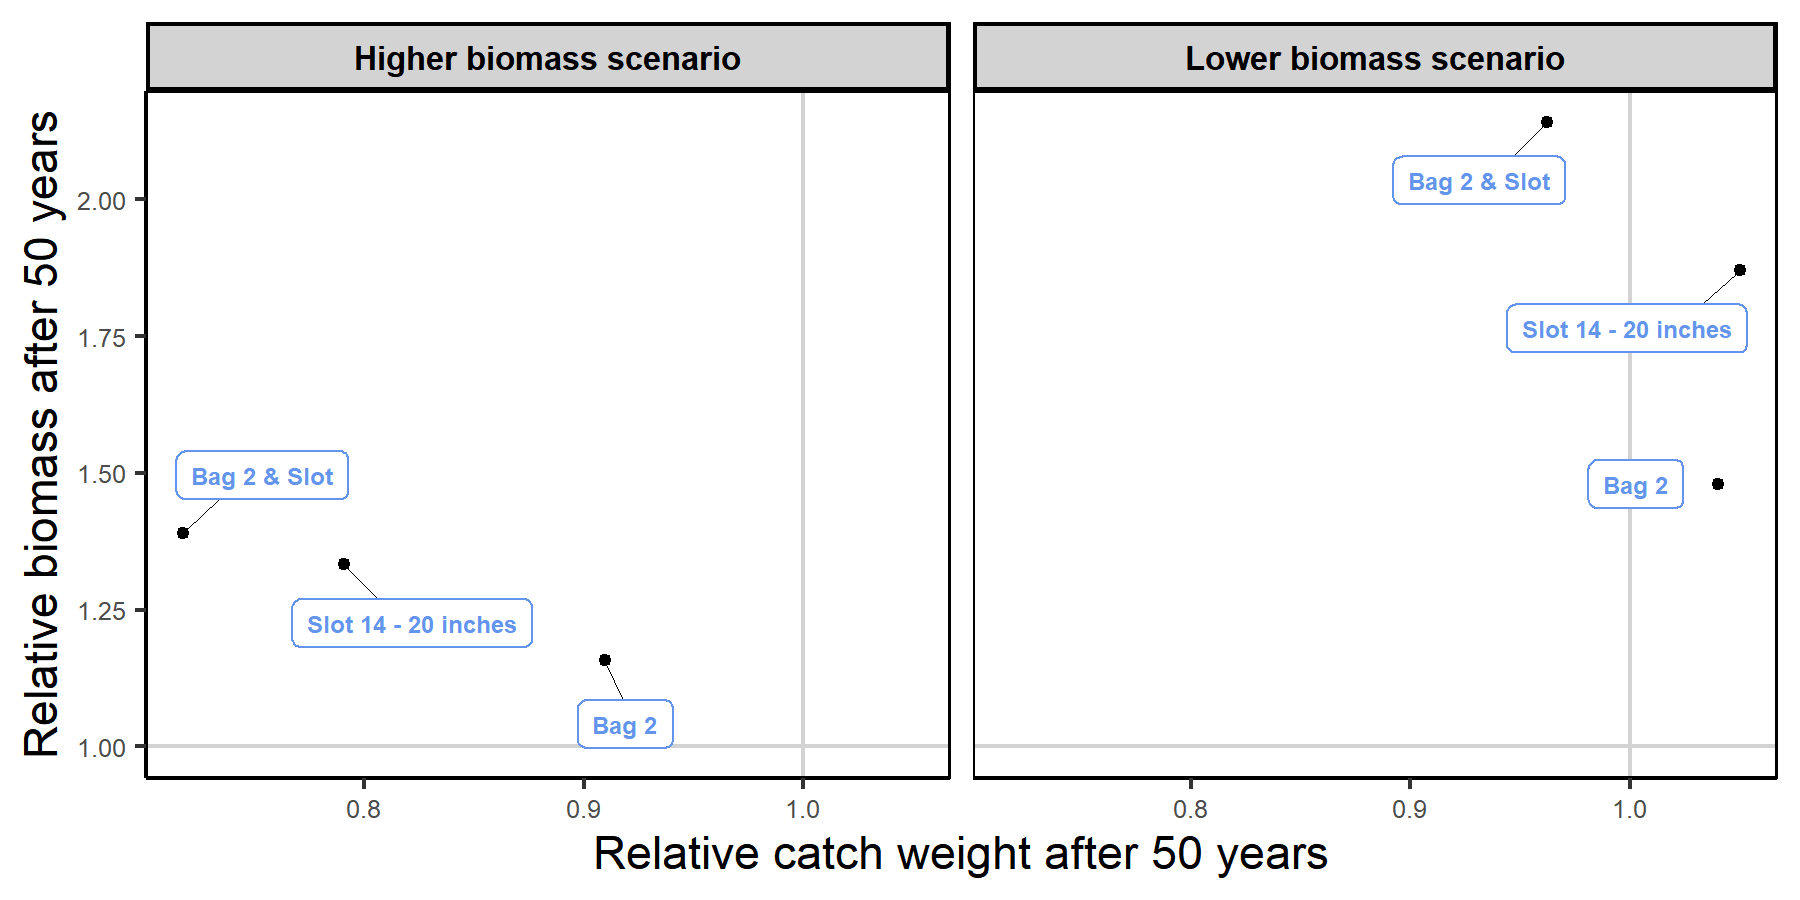 Higher biomass scenario
Lower biomass scenario
Relative biomass after 50 years
2.00
1.75
1.50
1.25
1.00
Bag 2 & Slot
Slot 14 - 20 inches
Bag 2
Bag 2 & Slot
Slot 14 - 20 inches
Bag 2
0.8
0.9
1.0
0.8
0.9
1.0
Relative catch weight after 50 years